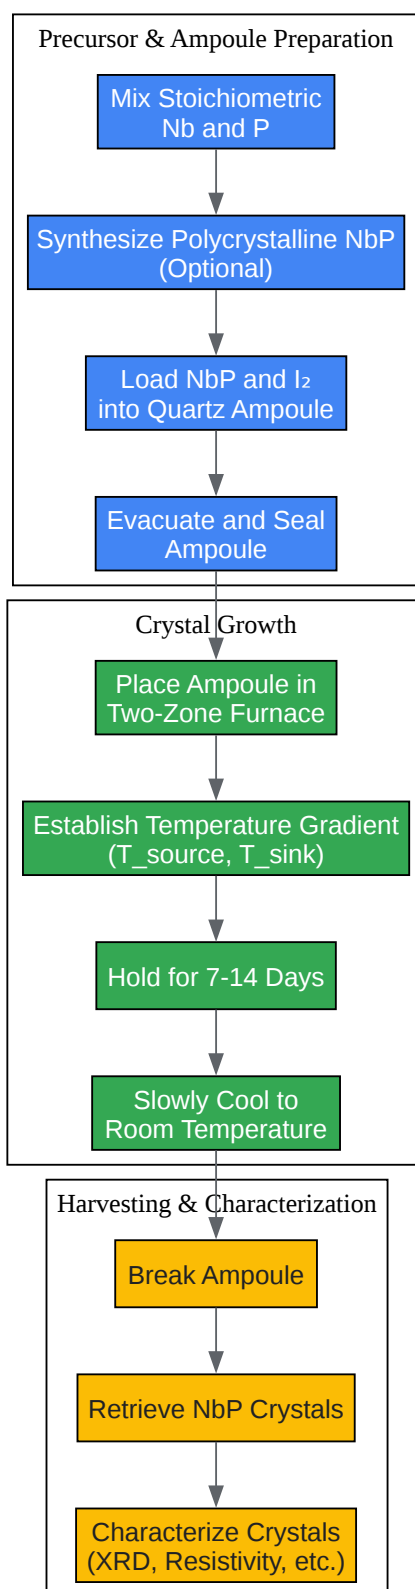 Precursor & Ampoule Preparation
Mix Stoichiometric
Nb and P
Synthesize Polycrystalline NbP
(Optional)
Load NbP and I₂
into Quartz Ampoule
Evacuate and Seal
Ampoule
Crystal Growth
Place Ampoule in
Two-Zone Furnace
Establish Temperature Gradient
(T_source, T_sink)
Hold for 7-14 Days
Slowly Cool to
Room Temperature
Harvesting & Characterization
Break Ampoule
Retrieve NbP Crystals
Characterize Crystals
(XRD, Resistivity, etc.)